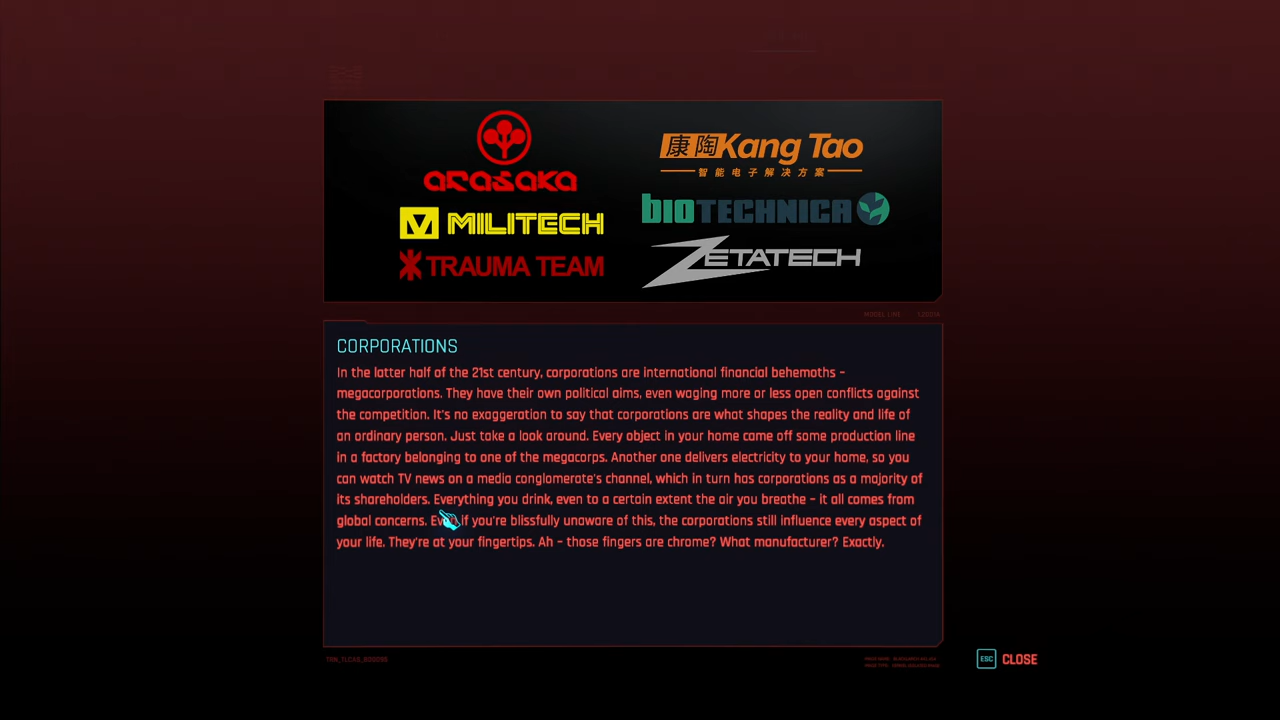 arasaka
康陶Kang Tao
智能电子解决方案
MILITECH
BIOTECHNICA
TRAUMA TEAM
ZETATECH
CORPORATIONS
In the latter half of the 21st century, corporations are international financial behemoths –
megacorporations. They have their own political aims, even waging more or less open conflicts against
the competition. It's no exaggeration to say that corporations are what shapes the reality and life of
an ordinary person. Just take a look around. Every object in your home came off some production line
in a factory belonging to one of the megacorps. Another one delivers electricity to your home, so you
can watch TV news on a media conglomerate's channel, which in turn has corporations as a majority of
its shareholders. Everything you drink, even to a certain extent the air you breathe – it all comes from
global concerns. if you're blissfully unaware of this, the corporations still influence every aspect of
your life. They're at your fingertips. Ah – those fingers are chrome? What manufacturer? Exactly.
ESC CLOSE